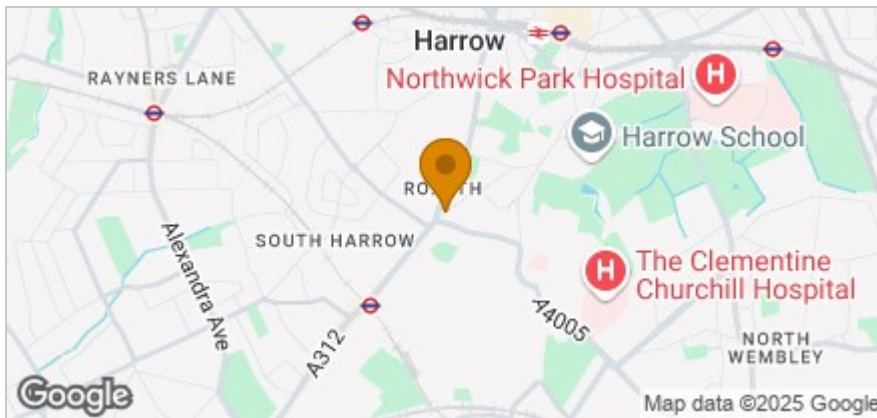 Harrow
RAYNERS LANE
Northwick Park Hospital
H
Harrow School
SOUTH HARROW
Alexandra Ave
H
The Clementine
Churchill Hospital
A312
A4005
NORTH
WEMBLEY
Google
Map data ©2025 Google